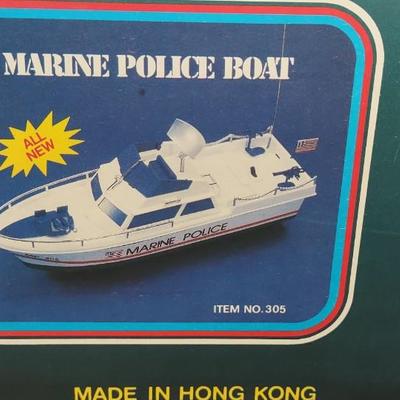 MARINE POLICE BOAT
ALL
NEW
MARINE POLICE
ITEM NO.305
MADE IN HONG KONG